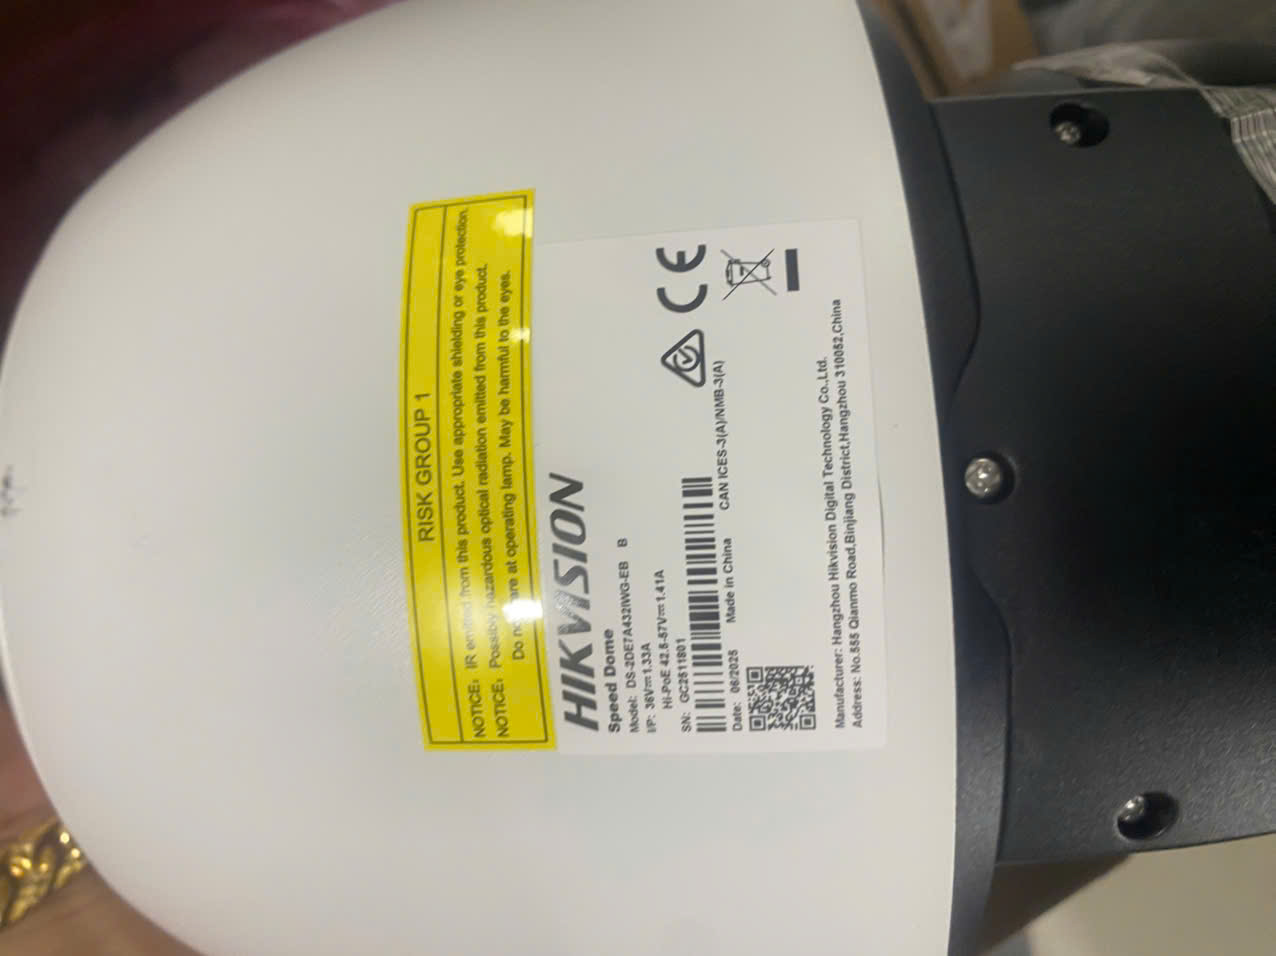 RISK GROUP 1
NOTICE: IR emitted from this product. Use appropriate shielding or eye protection.
NOTICE: Possibly hazardous optical radiation emitted from this product.
Do not stare at operating lamp. May be harmful to the eyes.
HIKVISION
Speed Dome
Model: DS-2DE7A432IWG-EB B
I/P: 36V⎓1.33A
Hi-PoE 42.5-57V⎓1.41A
SN: GC2511801
Date: 06/2025 Made in China CAN ICES-3(A)/NMB-3(A)
CE
Manufacturer: Hangzhou Hikvision Digital Technology Co.,Ltd.
Address: No.555 Qianmo Road,Binjiang District,Hangzhou 310052,China